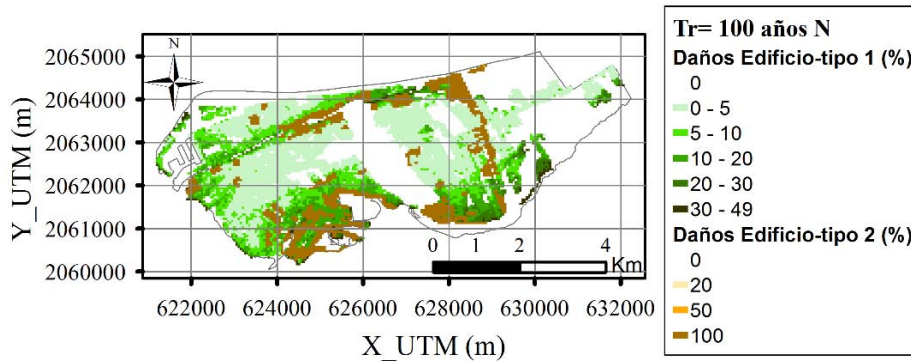 Tr= 100 años N
Daños Edificio-tipo 1 (%)
0
0 - 5
5 - 10
10 - 20
20 - 30
30 - 49
Daños Edificio-tipo 2 (%)
0
20
50
100
N
Y_UTM (m)
2065000
2064000
2063000
2062000
2061000
2060000
0 1 2 4
Km
622000 624000 626000 628000 630000 632000
X_UTM (m)